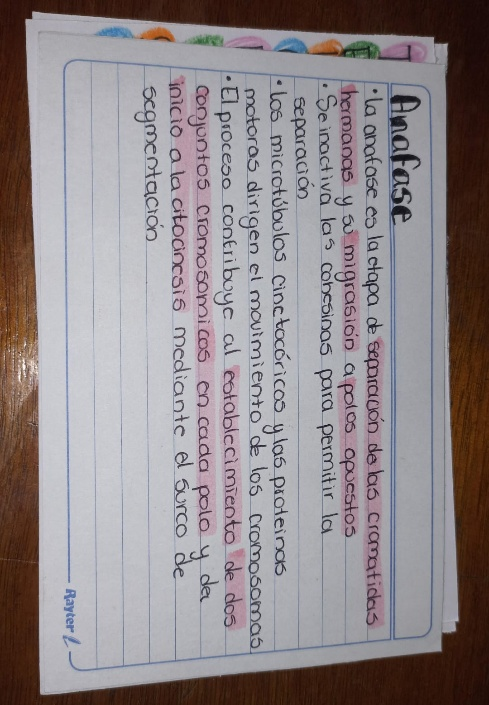 Anafase
• La anafase es la etapa de separación de las cromatidas
hermanas y su migrasión a polos opuestos
• Se inactiva las cohesinas para permitir la
separación
• Los microtúbulos cinetocóricos y las proteinas
motoras dirigen el movimiento de los cromosomas
• El proceso contribuye al establecimiento de dos
conjuntos cromosomicos en cada polo y da
inicio a la citocinesis mediante el surco de
segmentación
Rayter